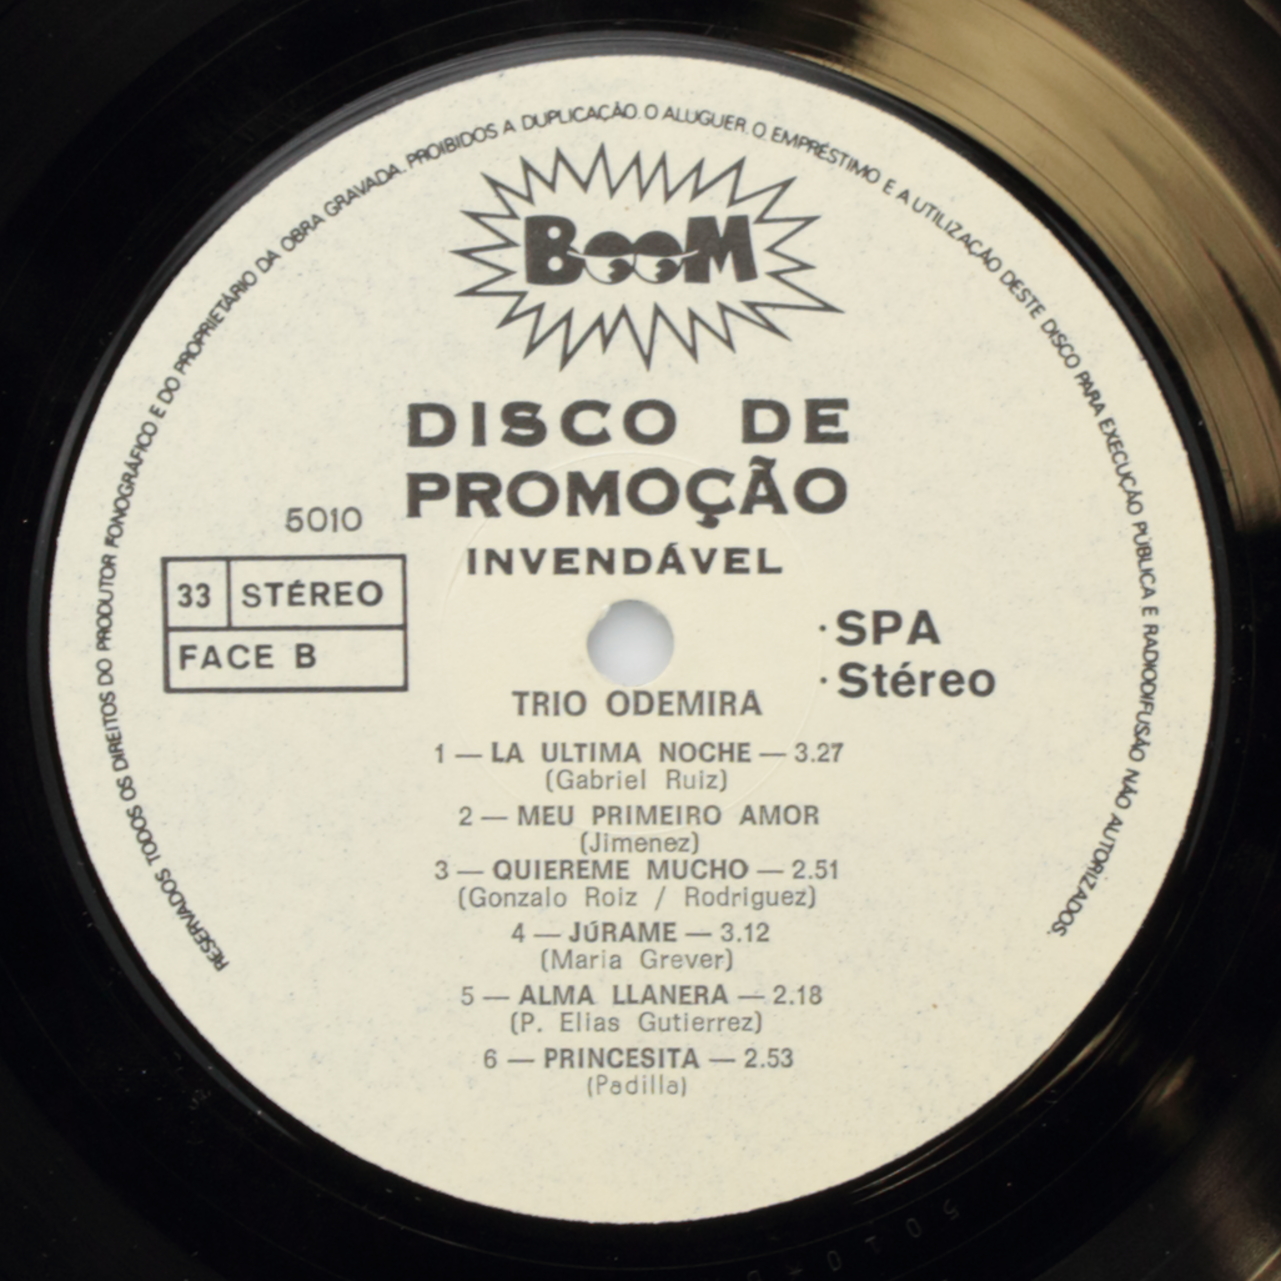 RESERVADOS TODOS OS DIREITOS DO PRODUTOR FONOGRÁFICO E DO PROPRIETÁRIO DA OBRA GRAVADA. PROIBIDOS A DUPLICAÇÃO. O ALUGUER. O EMPRÉSTIMO E A UTILIZAÇÃO DESTE DISCO PARA EXECUÇÃO PÚBLICA E RADIODIFUSÃO NÃO AUTORIZADOS.
BOOM
DISCO DE
PROMOÇÃO
INVENDÁVEL
5010
33 STÉREO
FACE B
·SPA
·Stéreo
TRIO ODEMIRA
1 — LA ULTIMA NOCHE — 3.27
(Gabriel Ruiz)
2 — MEU PRIMEIRO AMOR
(Jimenez)
3 — QUIEREME MUCHO — 2.51
(Gonzalo Roiz / Rodriguez)
4 — JÚRAME — 3.12
(Maria Grever)
5 — ALMA LLANERA — 2.18
(P. Elias Gutierrez)
6 — PRINCESITA — 2.53
(Padilla)